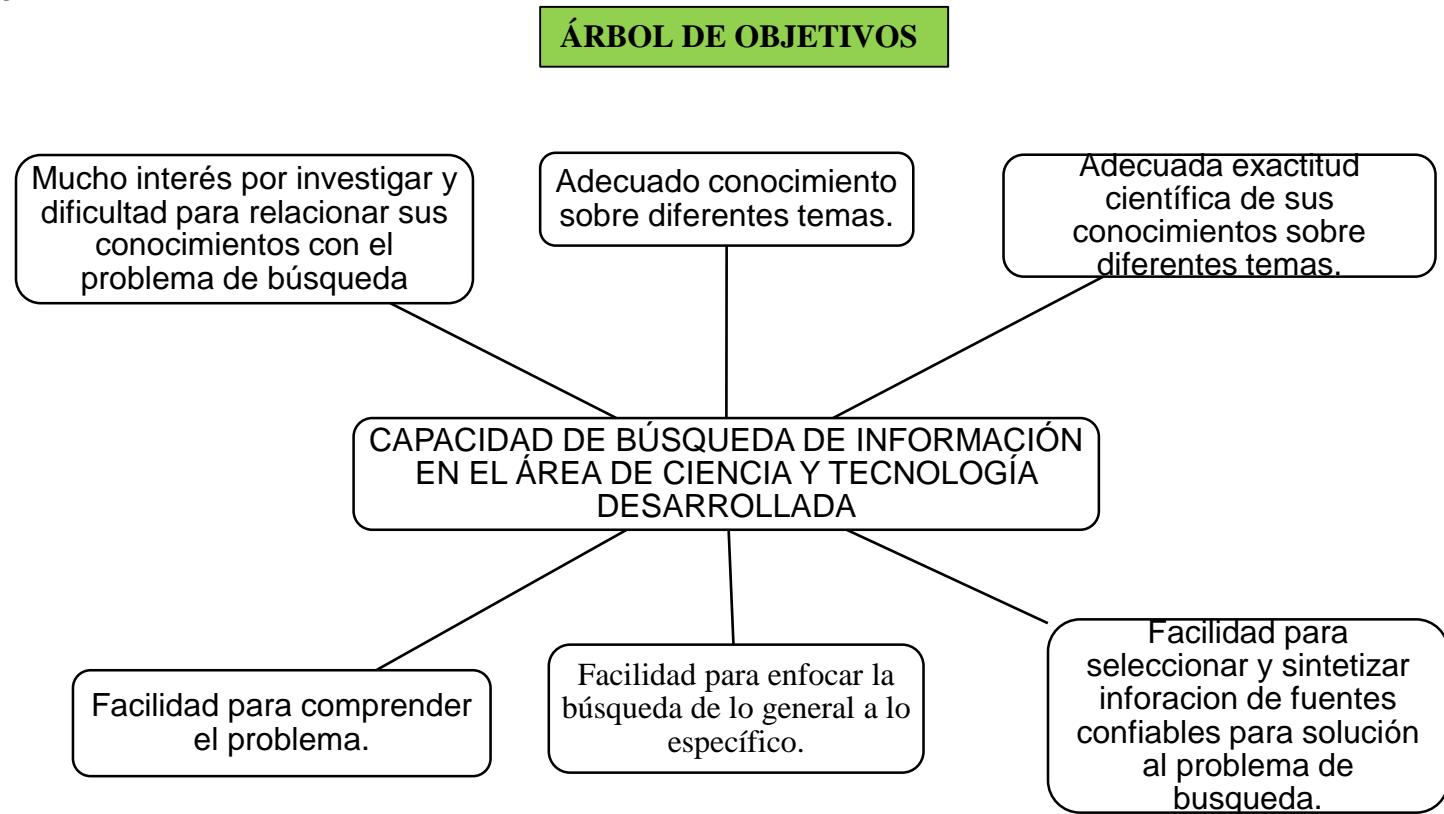 ÁRBOL DE OBJETIVOS
Mucho interés por investigar y
dificultad para relacionar sus
conocimientos con el
problema de búsqueda
Adecuado conocimiento
sobre diferentes temas.
Adecuada exactitud
científica de sus
conocimientos sobre
diferentes temas.
CAPACIDAD DE BÚSQUEDA DE INFORMACIÓN
EN EL ÁREA DE CIENCIA Y TECNOLOGÍA
DESARROLLADA
Facilidad para comprender
el problema.
Facilidad para enfocar la
búsqueda de lo general a lo
específico.
Facilidad para
seleccionar y sintetizar
inforacion de fuentes
confiables para solución
al problema de
busqueda.